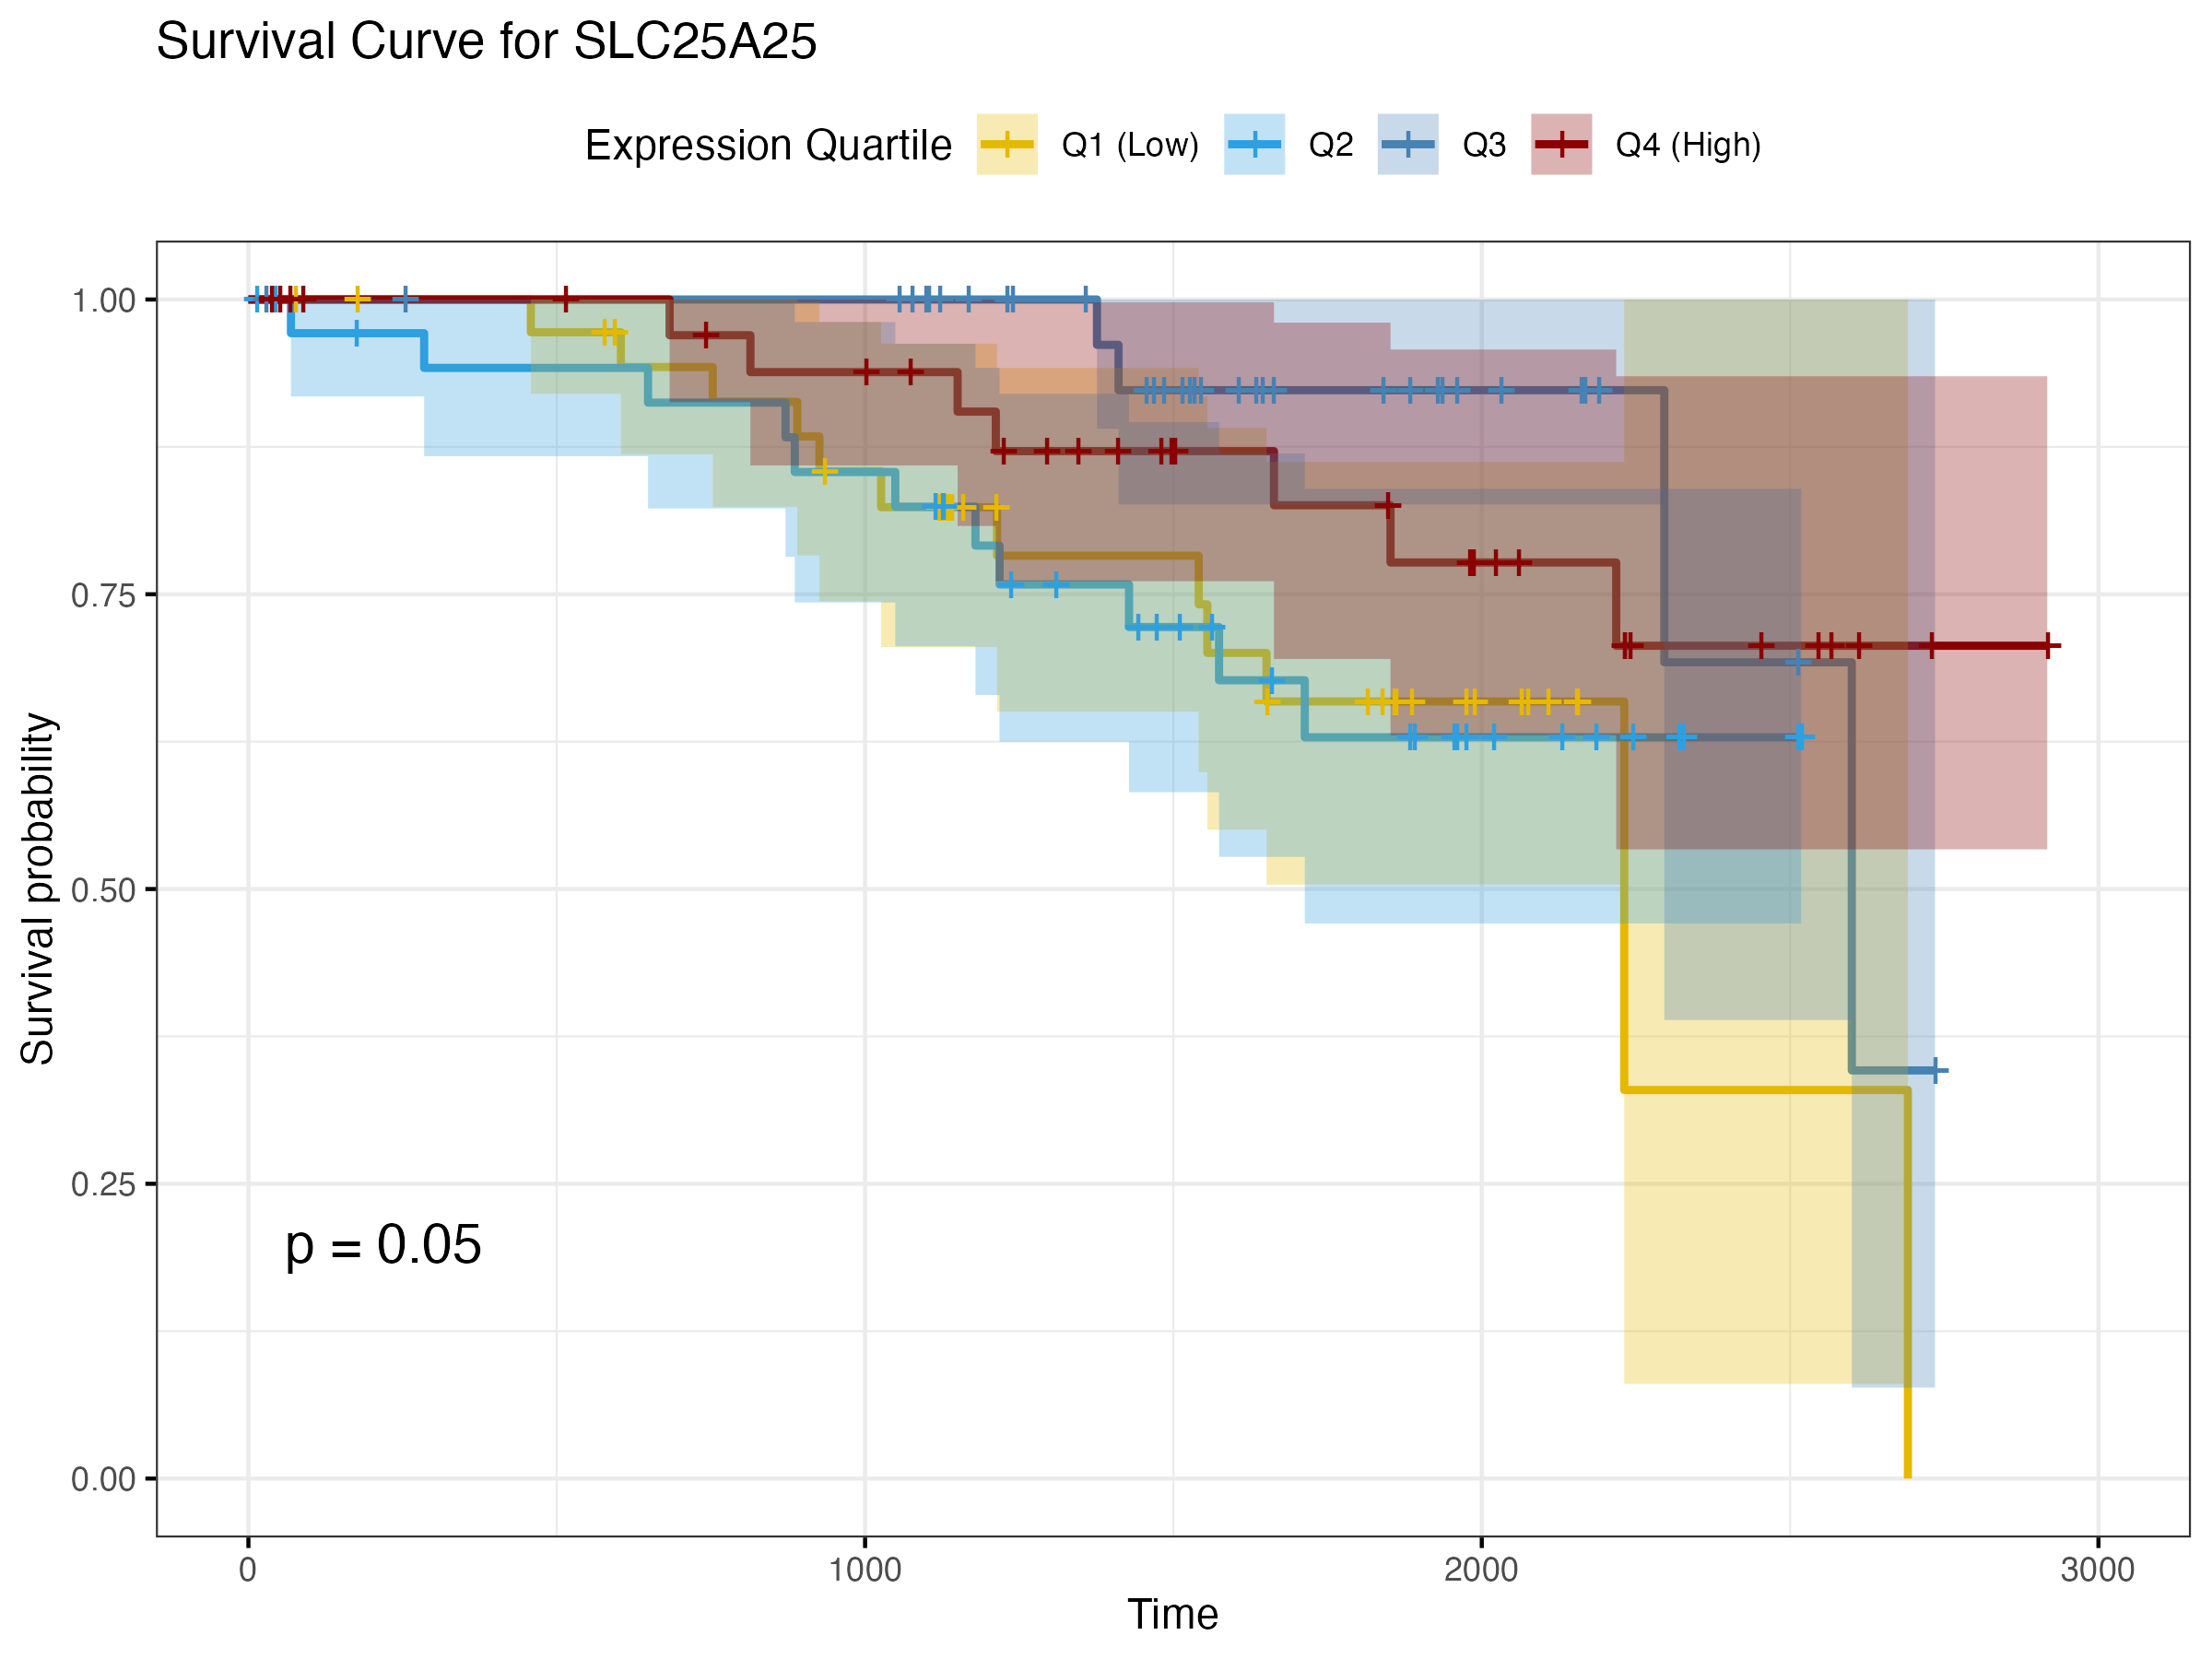 Survival Curve for SLC25A25
Expression Quartile Q1 (Low) Q2 Q3 Q4 (High)
Survival probability
1.00
0.75
0.50
0.25
0.00
p = 0.05
0 1000 2000 3000
Time